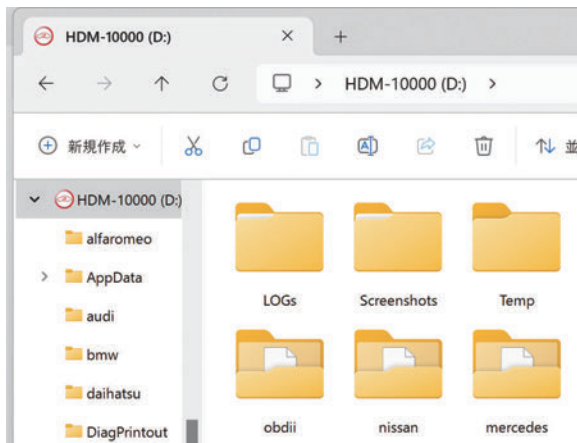 HDM-10000 (D:)
HDM-10000 (D:)
新規作成
HDM-10000 (D:)
alfaromeo
AppData
audi
bmw
daihatsu
DiagPrintout
LOGs Screenshots Temp
obdii nissan mercedes